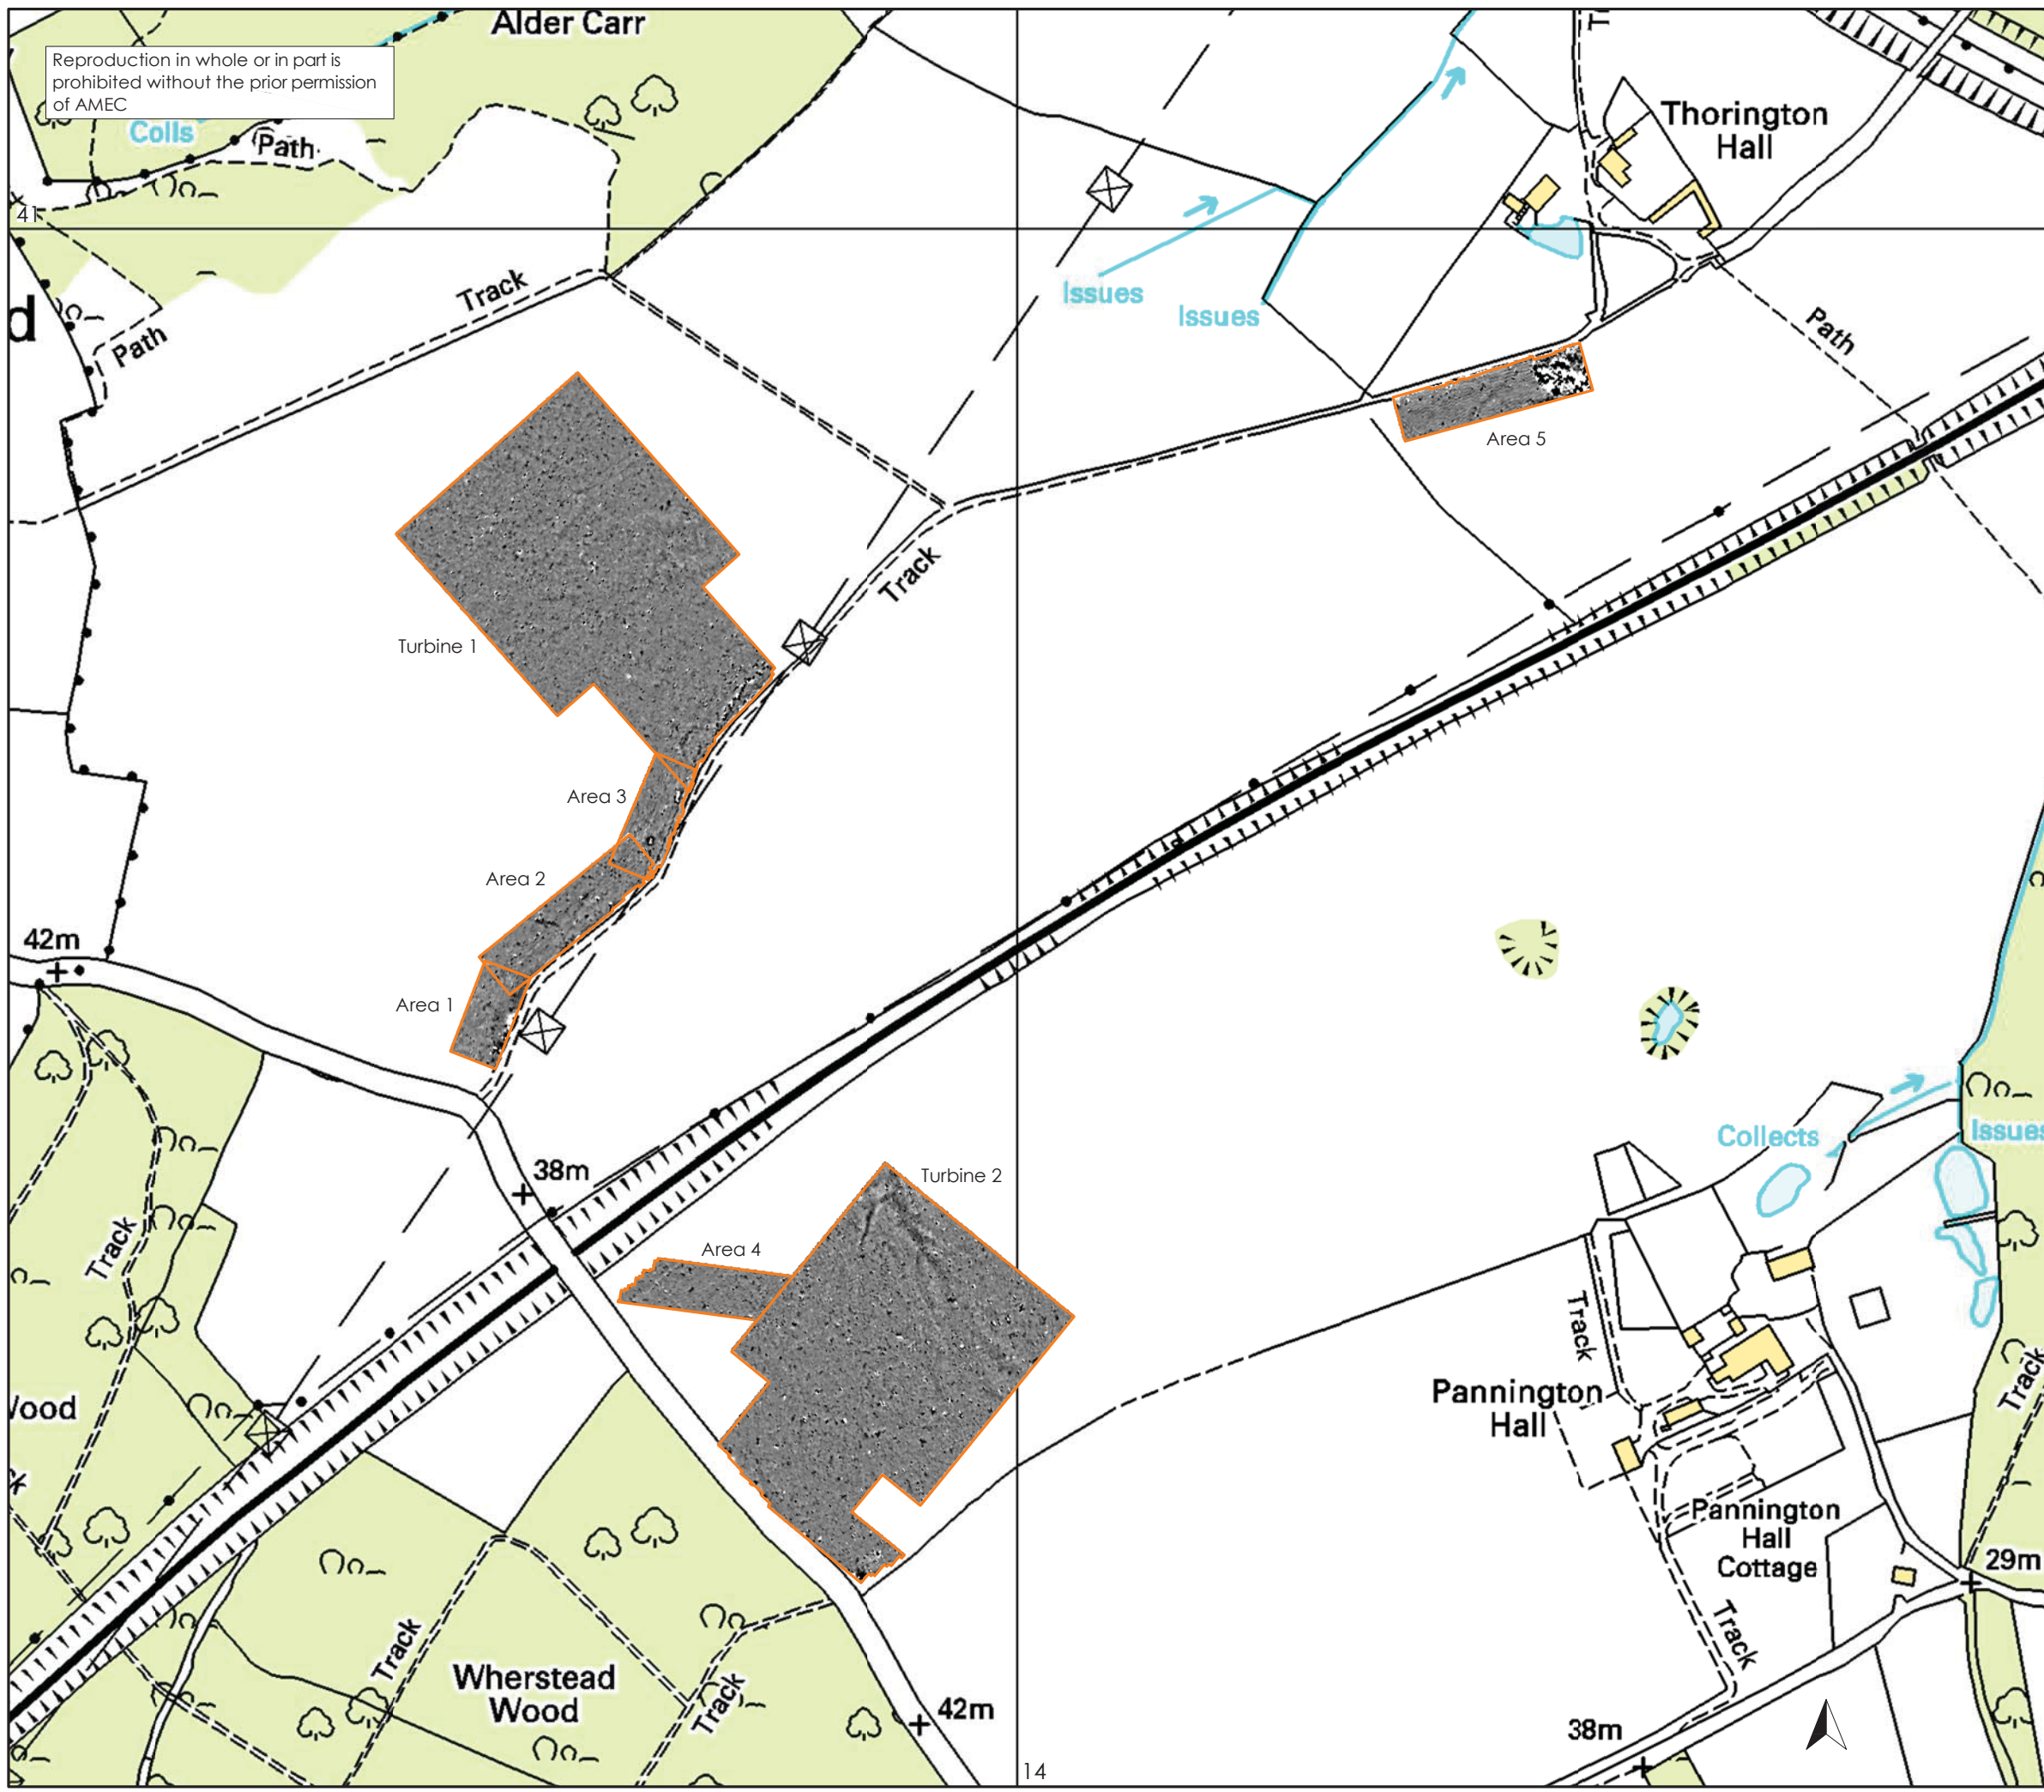 Alder Carr
Reproduction in whole or in part is
prohibited without the prior permission
of AMEC
Colls
Path
Thorington
Hall
41
Track
Issues
Issues
d
Path
Path
Area 5
Track
Turbine 1
Area 3
Area 2
42m
Area 1
Collects
Issues
38m
Turbine 2
Track
Area 4
Track
Track
Pannington
Hall
Pannington
Hall
Cottage
29m
Track
Track
Wherstead
Wood
Track
42m
38m
14